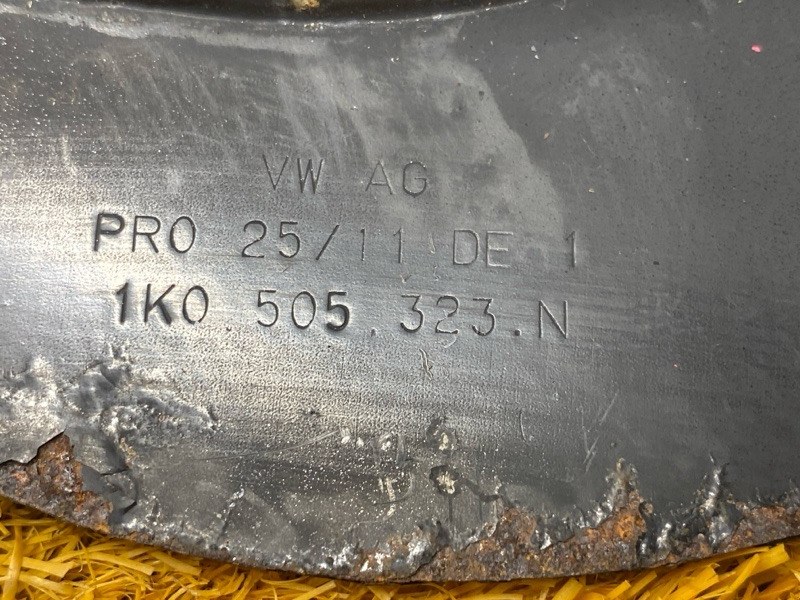 VW AG
PRO 25/11 DE 1
1K0.505.323.N